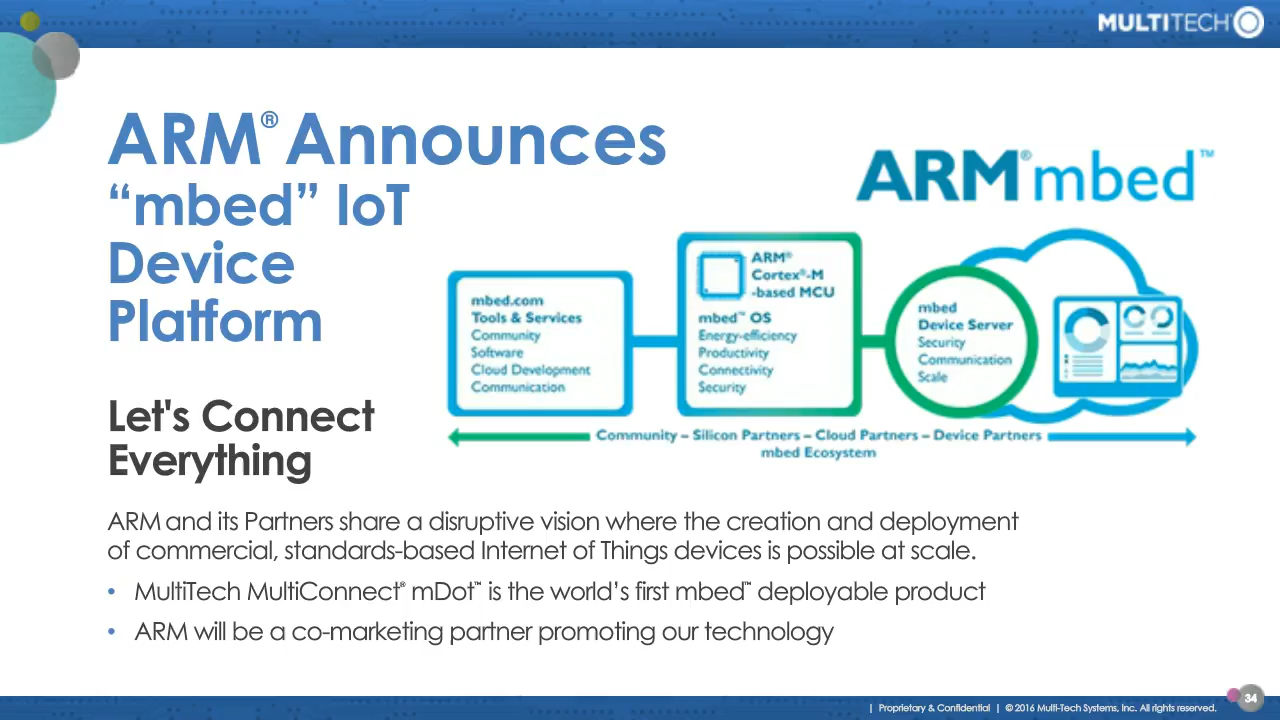 MULTITECH
ARM® Announces
“mbed” IoT
Device
Platform
ARM®mbed™
mbed.com
Tools & Services
Community
Software
Cloud Development
Communication
ARM®
Cortex®-M
-based MCU
mbed™ OS
Energy-efficiency
Productivity
Connectivity
Security
mbed
Device Server
Security
Communication
Scale
Community – Silicon Partners – Cloud Partners – Device Partners
mbed Ecosystem
Let's Connect
Everything
ARM and its Partners share a disruptive vision where the creation and deployment
of commercial, standards-based Internet of Things devices is possible at scale.
• MultiTech MultiConnect® mDot™ is the world’s first mbed™ deployable product
• ARM will be a co-marketing partner promoting our technology
| Proprietary & Confidential | © 2016 Multi-Tech Systems, Inc. All rights reserved.
34